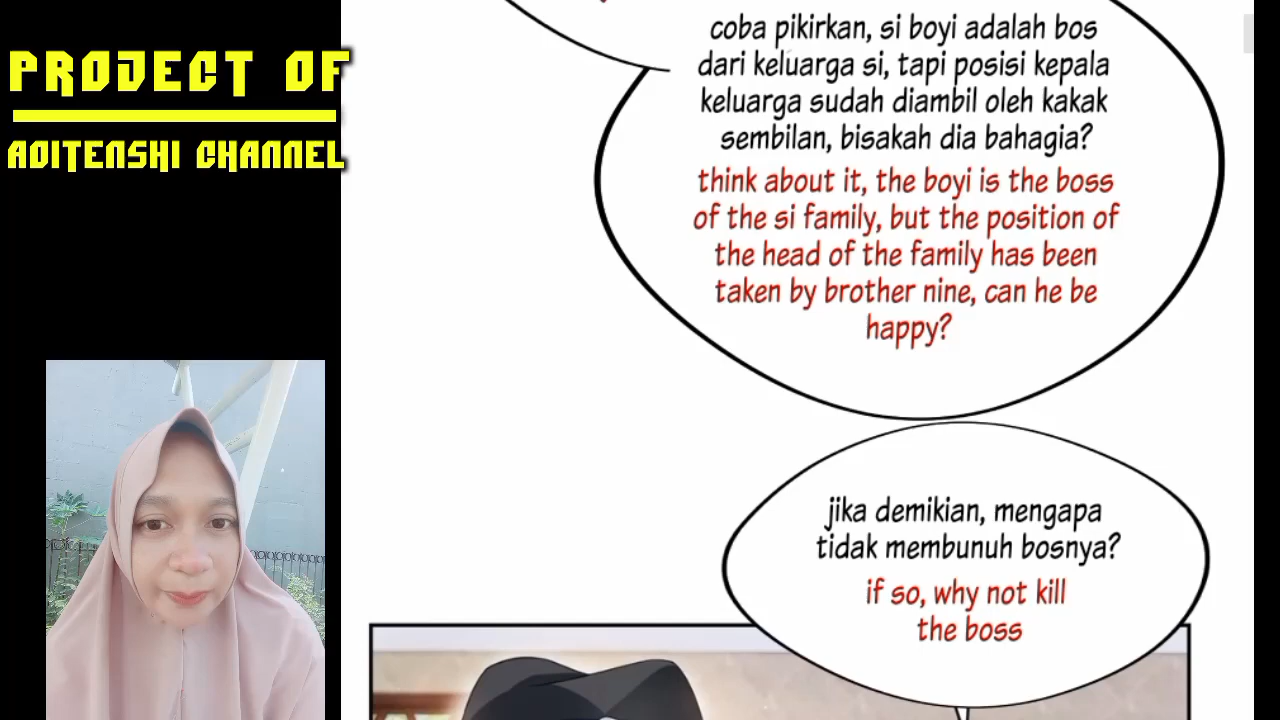 PROJECT OF
ADITENSHI CHANNEL
coba pikirkan, si boyi adalah bos
dari keluarga si, tapi posisi kepala
keluarga sudah diambil oleh kakak
sembilan, bisakah dia bahagia?
think about it, the boyi is the boss
of the si family, but the position of
the head of the family has been
taken by brother nine, can he be
happy?
jika demikian, mengapa
tidak membunuh bosnya?
if so, why not kill
the boss